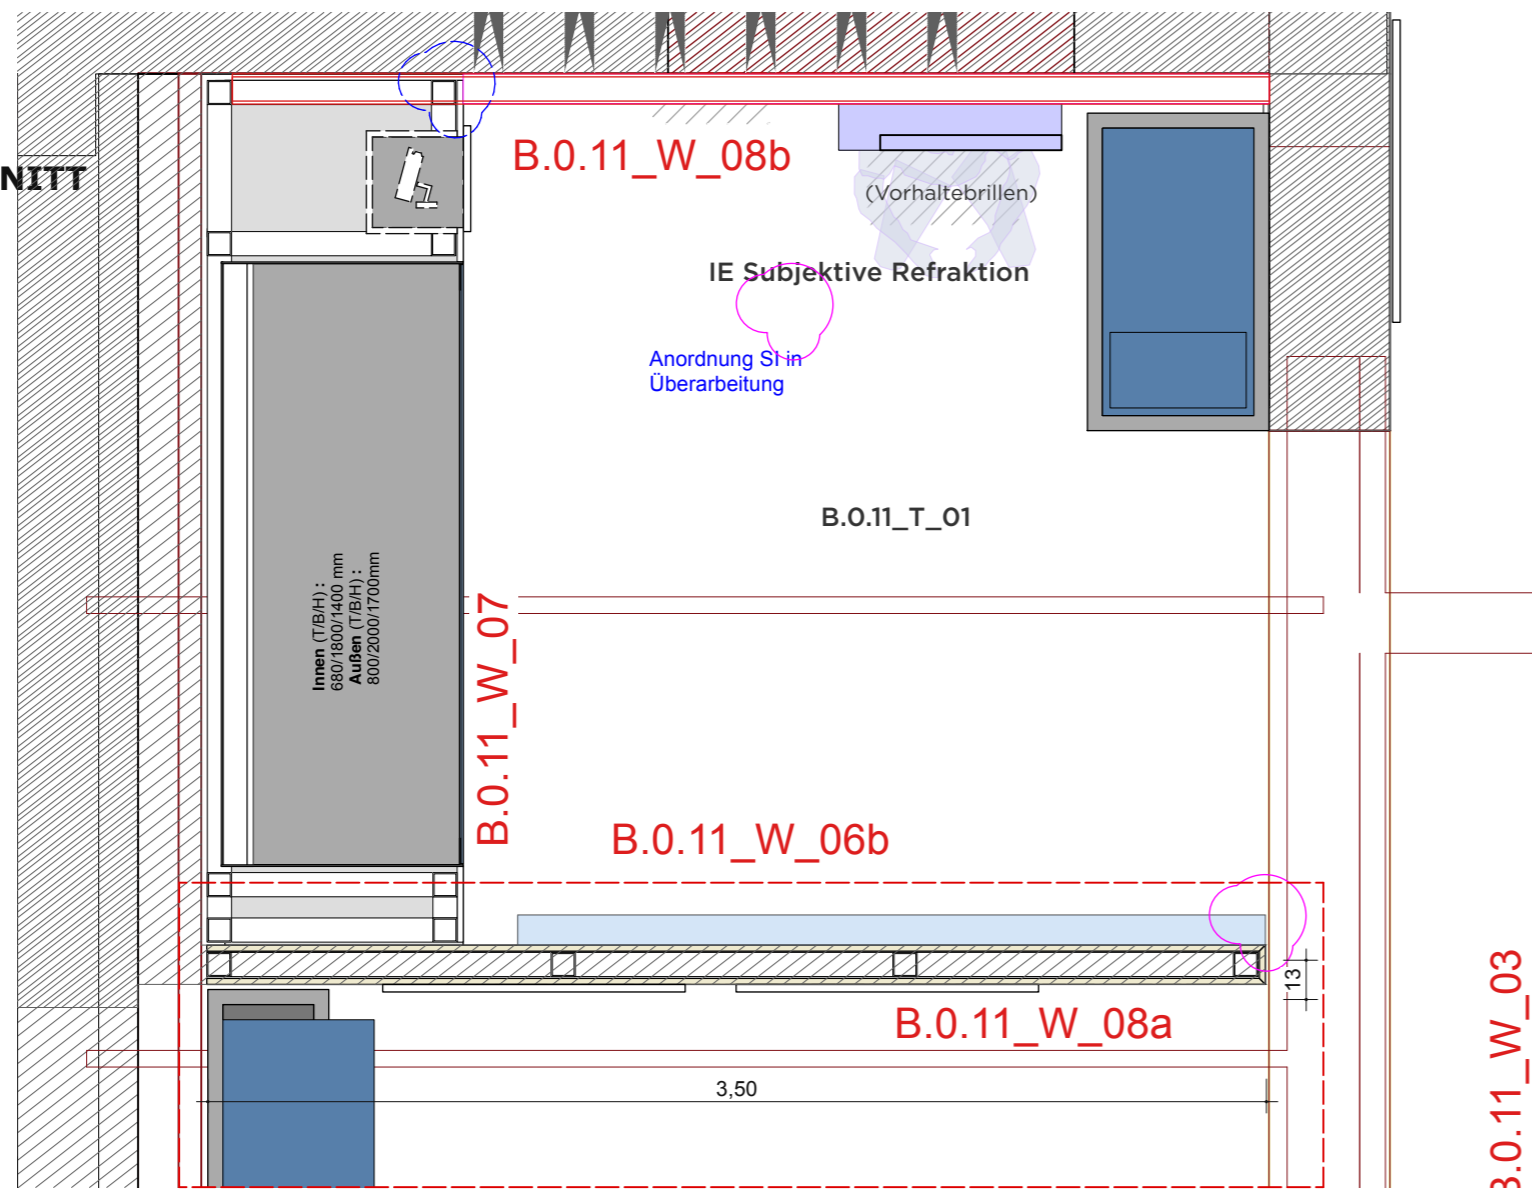 NITT
B.0.11_W_08b
(Vorhaltebrillen)
IE Subjektive Refraktion
Anordnung SI in
Überarbeitung
B.0.11_T_01
Innen (T/B/H) :
680/1800/1400 mm
Außen (T/B/H) :
800/2000/1700mm
B.0.11_W_07
B.0.11_W_06b
13
B.0.11_W_08a
3,50
B.0.11_W_03